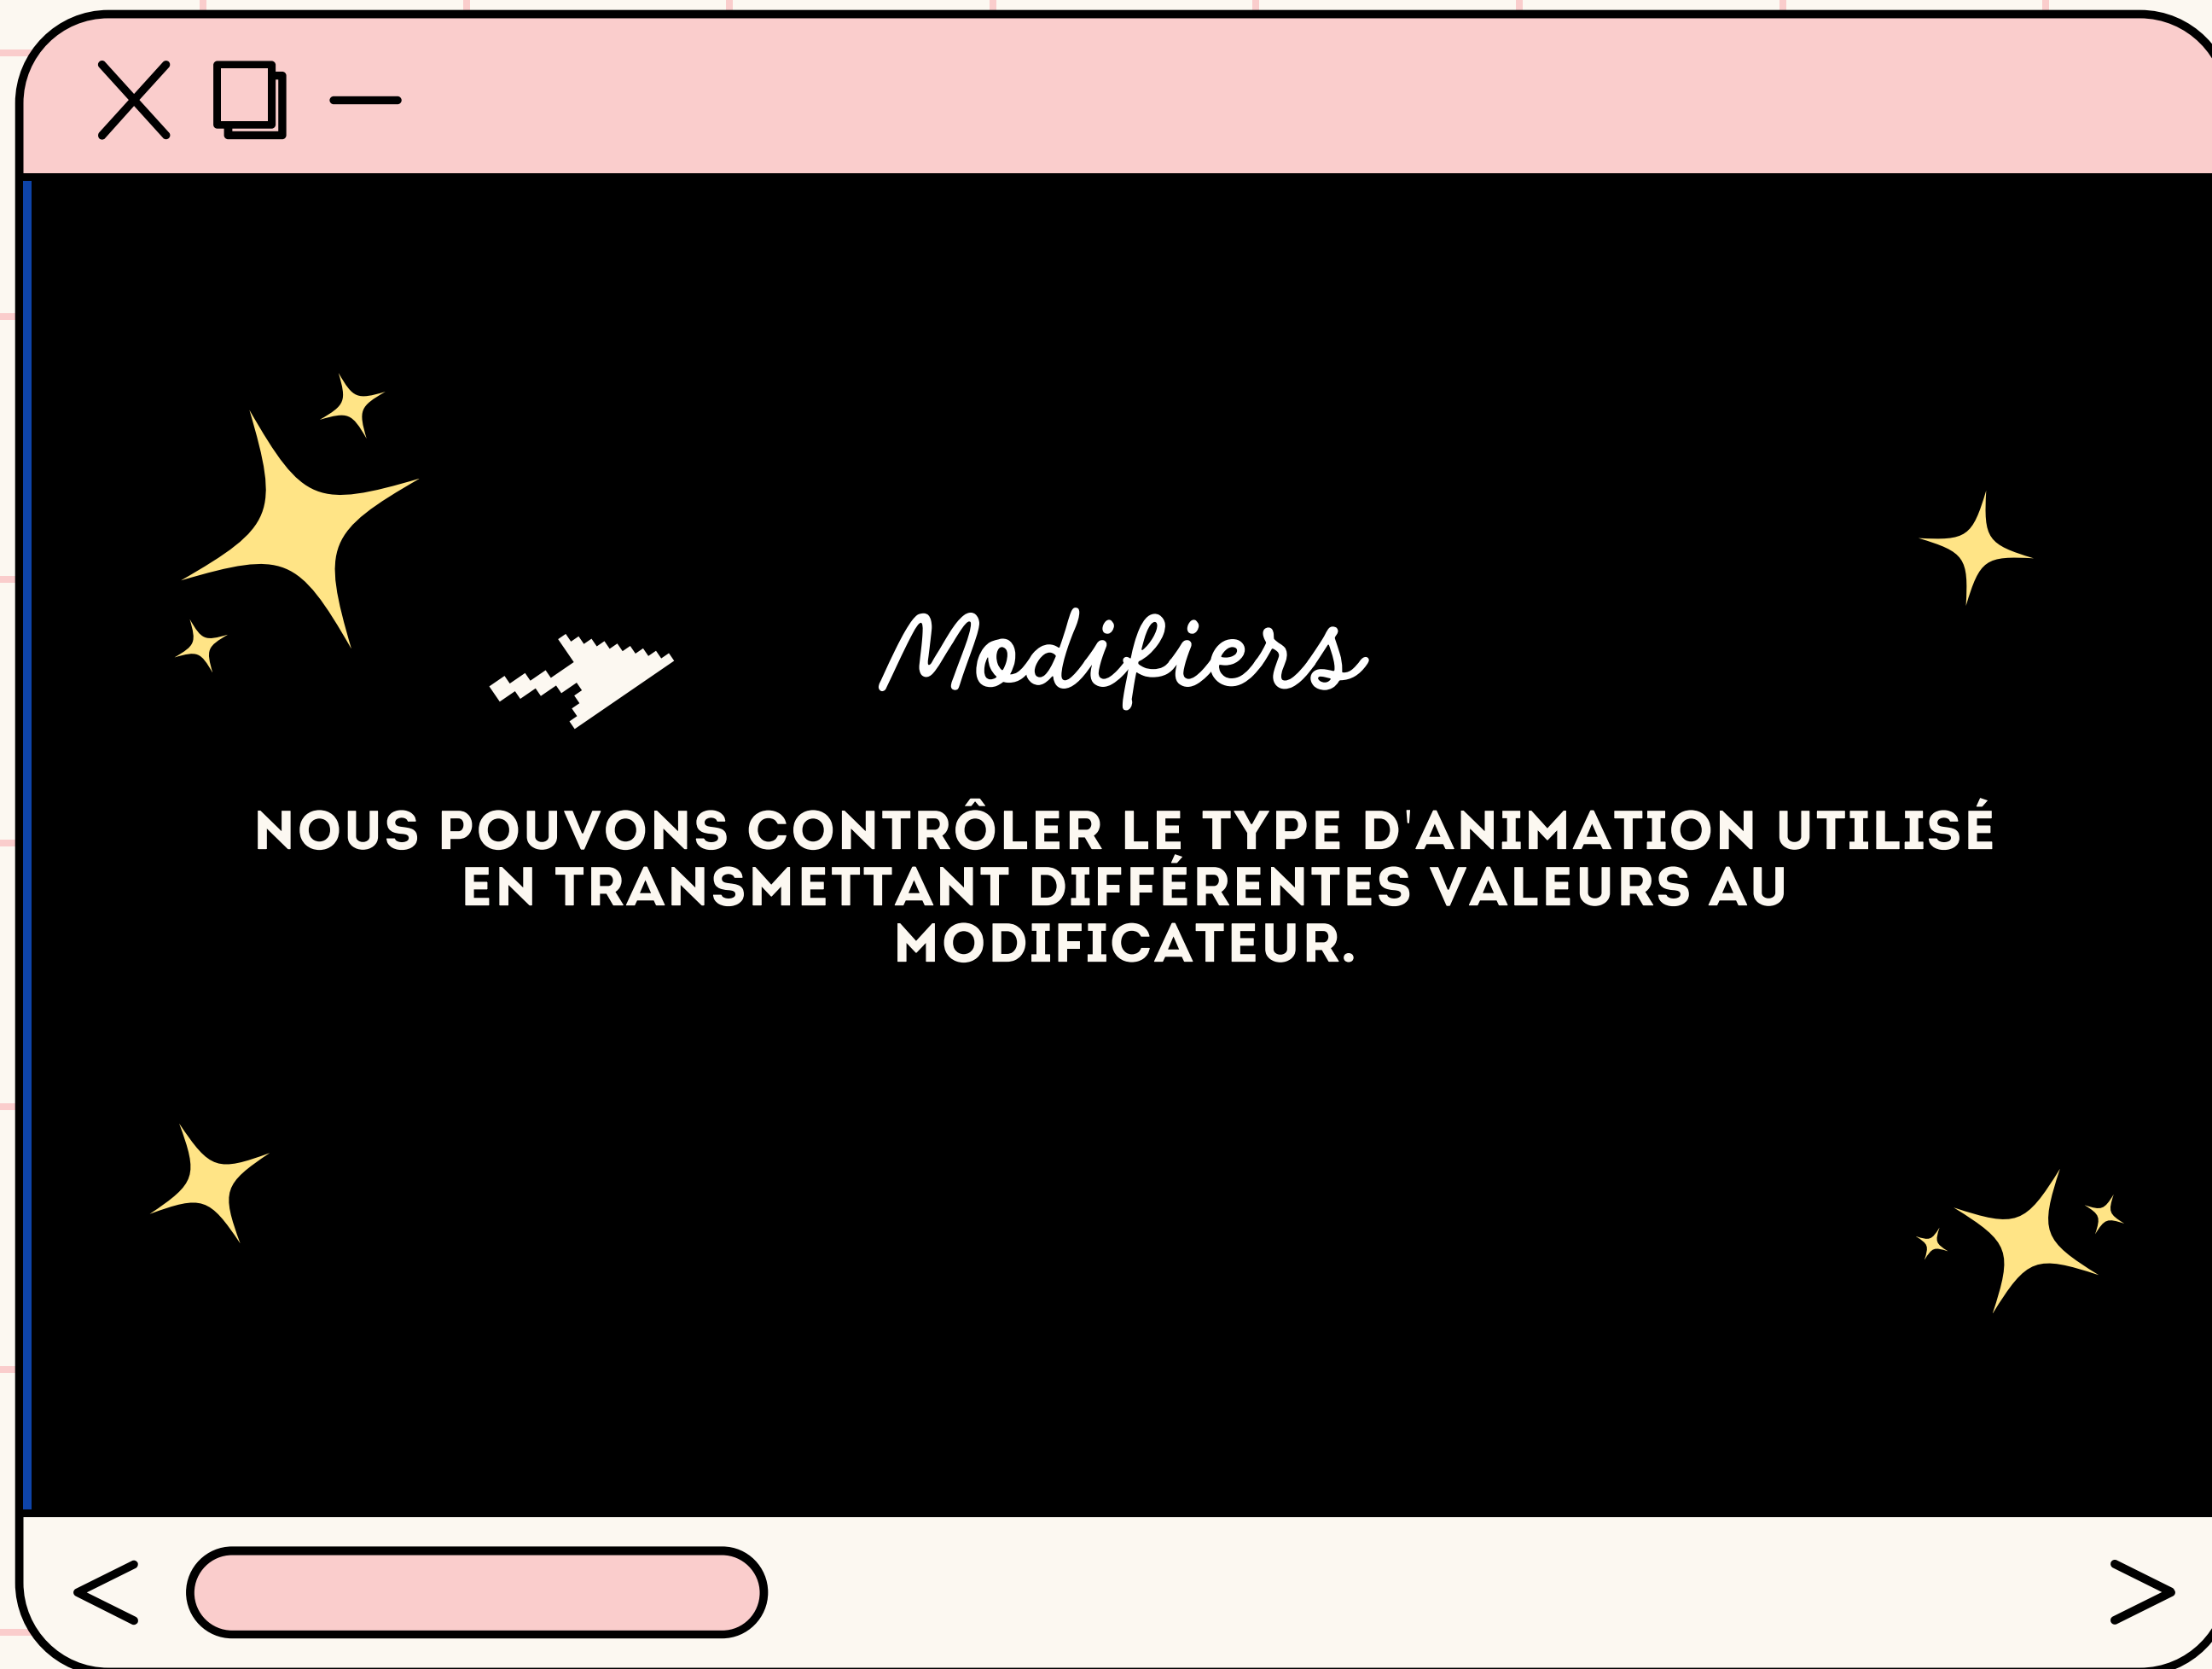 Modifiers
NOUS POUVONS CONTRÔLER LE TYPE D'ANIMATION UTILISÉ
EN TRANSMETTANT DIFFÉRENTES VALEURS AU
MODIFICATEUR.